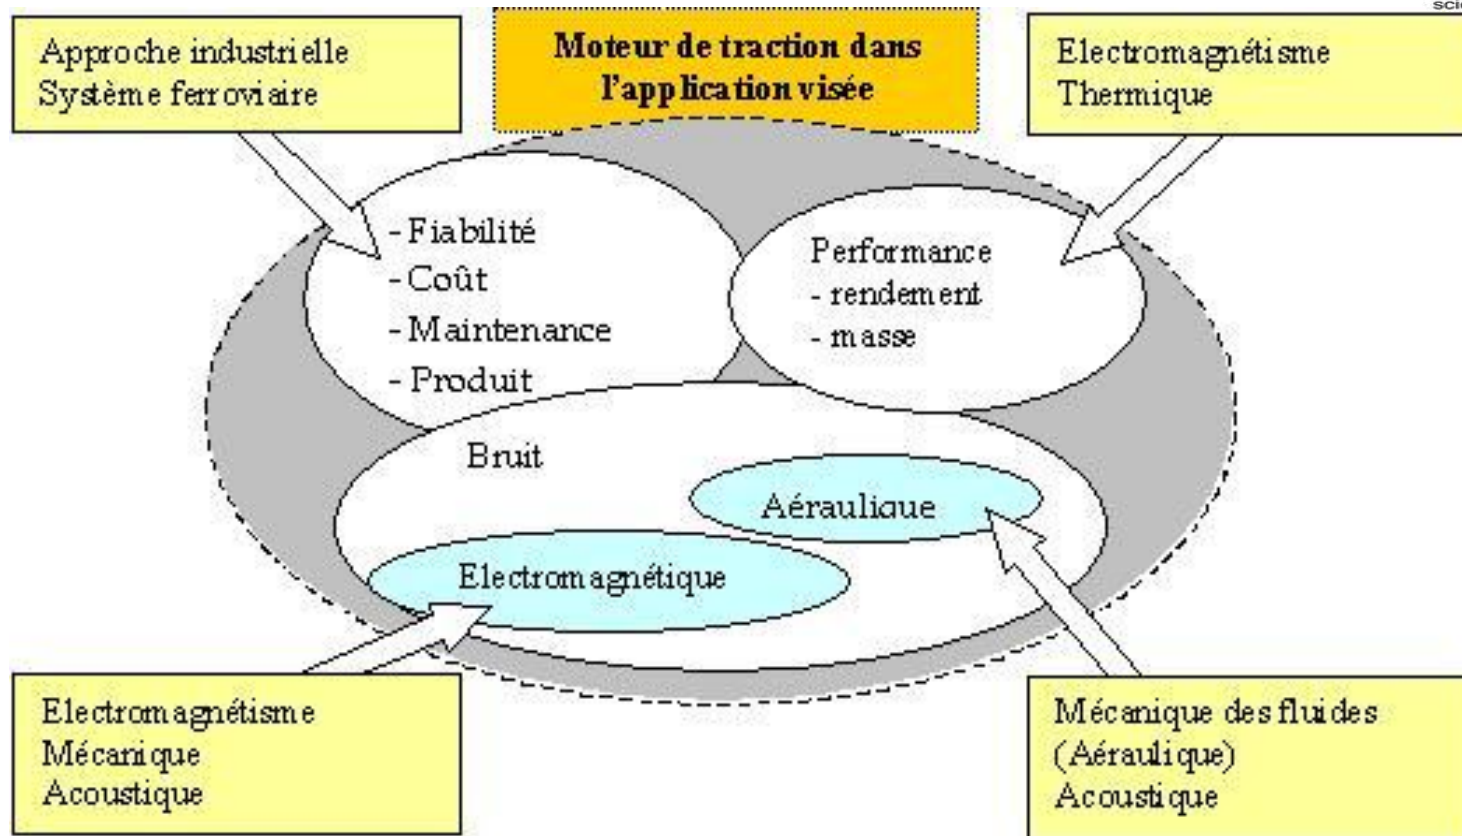 Approche industrielle
Système ferroviaire
Moteur de traction dans
l'application visée
Electromagnétisme
Thermique
- Fiabilité
- Coût
- Maintenance
- Produit
Performance
- rendement
- masse
Bruit
Aéraulique
Electromagnétique
Electromagnétisme
Mécanique
Acoustique
Mécanique des fluides
(Aéraulique)
Acoustique